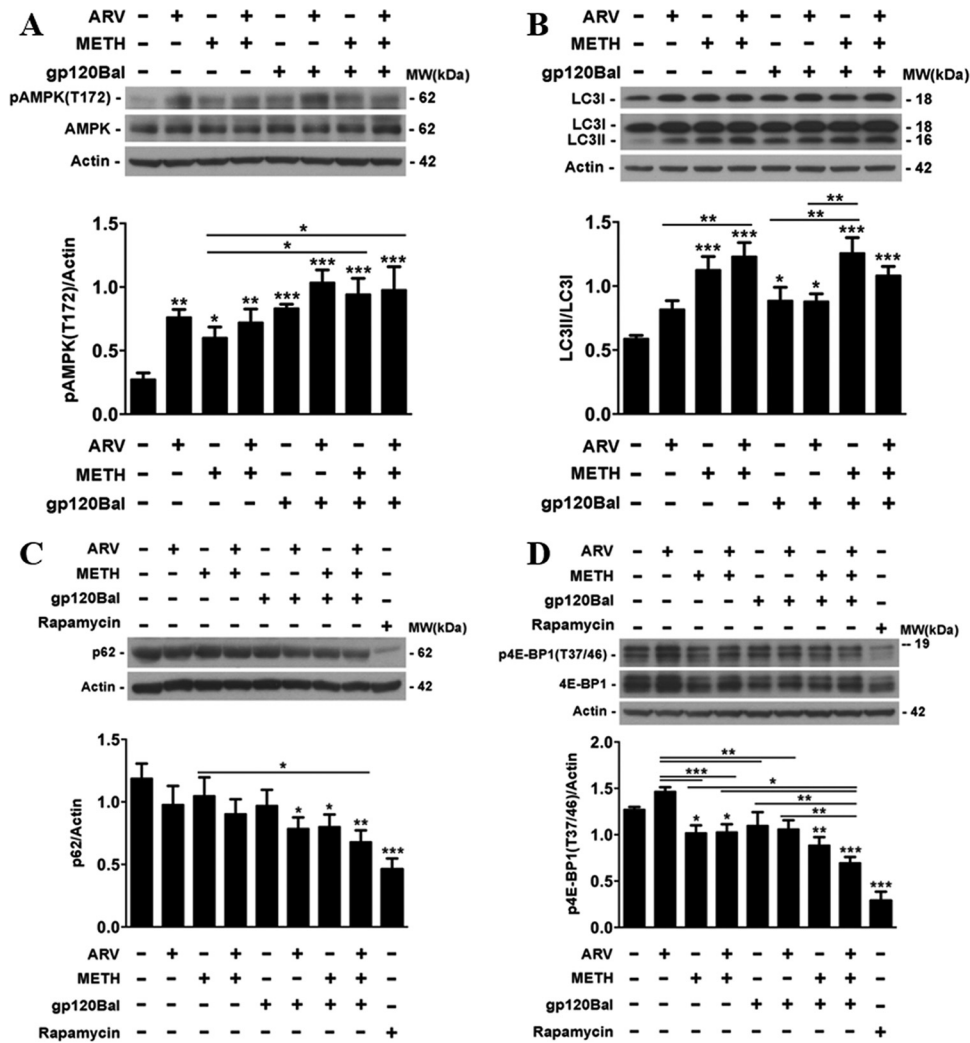 A
ARV - + - + - + - +
METH - - + + - - + +
gp120Bal - - - - + + + + MW(kDa)
pAMPK(T172) - - 62
AMPK - - 62
Actin - - 42
pAMPK(T172)/Actin
1.5
1.0
0.5
0.0
** * ** *** *** *** ***
*
*
- + - + - + - + ARV
- - + + - - + + METH
- - - - + + + + gp120Bal
B
ARV - + - + - + - +
METH - - + + - - + +
gp120Bal - - - - + + + + MW(kDa)
LC3I - - 18
LC3I - - 18
LC3II - - 16
Actin - - 42
LC3II/LC3I
1.5
1.0
0.5
0.0
*** *** * * *** ***
**
**
**
- + - + - + - + ARV
- - + + - - + + METH
- - - - + + + + gp120Bal
C
ARV - + - + - + - + -
METH - - + + - - + + -
gp120Bal - - - - + + + + -
Rapamycin - - - - - - - - + MW(kDa)
p62 - - 62
Actin - - 42
p62/Actin
1.5
1.0
0.5
0.0
* * ** ***
*
ARV - + - + - + - + -
METH - - + + - - + + -
gp120Bal - - - - + + + + -
Rapamycin - - - - - - - - +
D
ARV - + - + - + - + -
METH - - + + - - + + -
gp120Bal - - - - + + + + -
Rapamycin - - - - - - - - + MW(kDa)
p4E-BP1(T37/46) - -- 19
4E-BP1 -
Actin - - 42
p4E-BP1(T37/46)/Actin
2.0
1.5
1.0
0.5
0.0
**
*** *
**
**
* * ** *** ***
ARV - + - + - + - + -
METH - - + + - - + + -
gp120Bal - - - - + + + + -
Rapamycin - - - - - - - - +